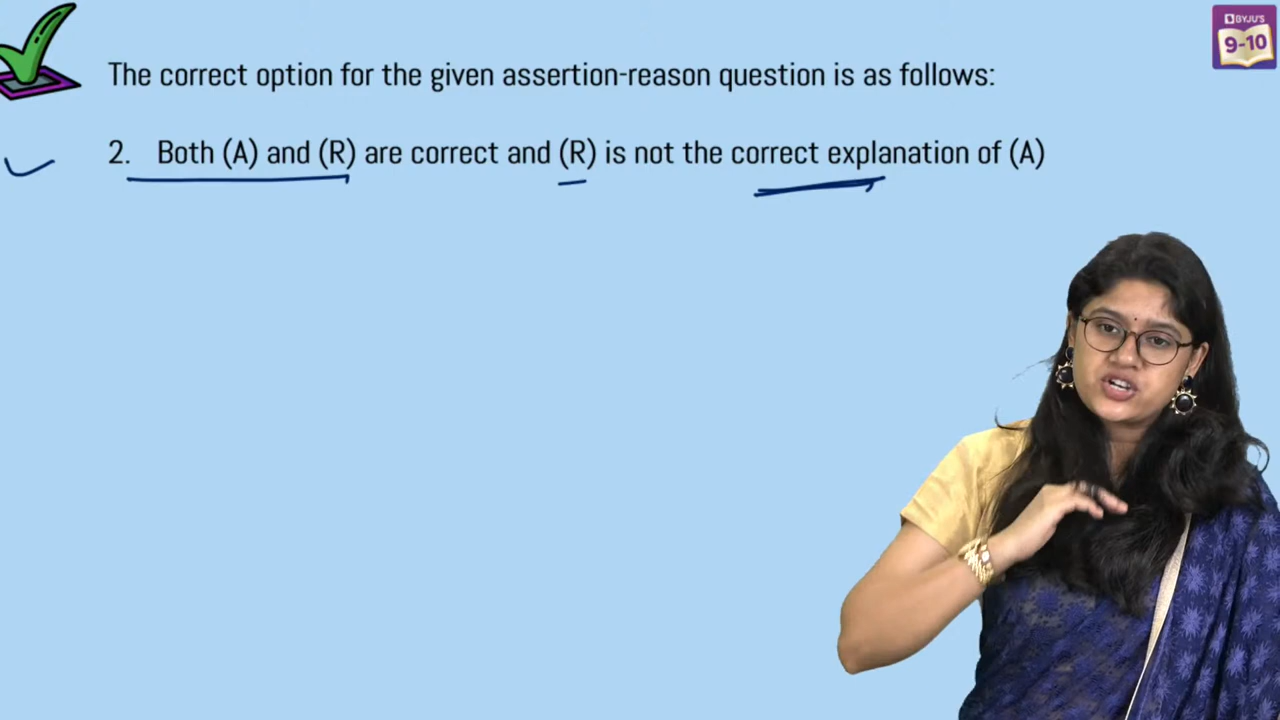 BYJU'S
9-10
The correct option for the given assertion-reason question is as follows:
2. Both (A) and (R) are correct and (R) is not the correct explanation of (A)